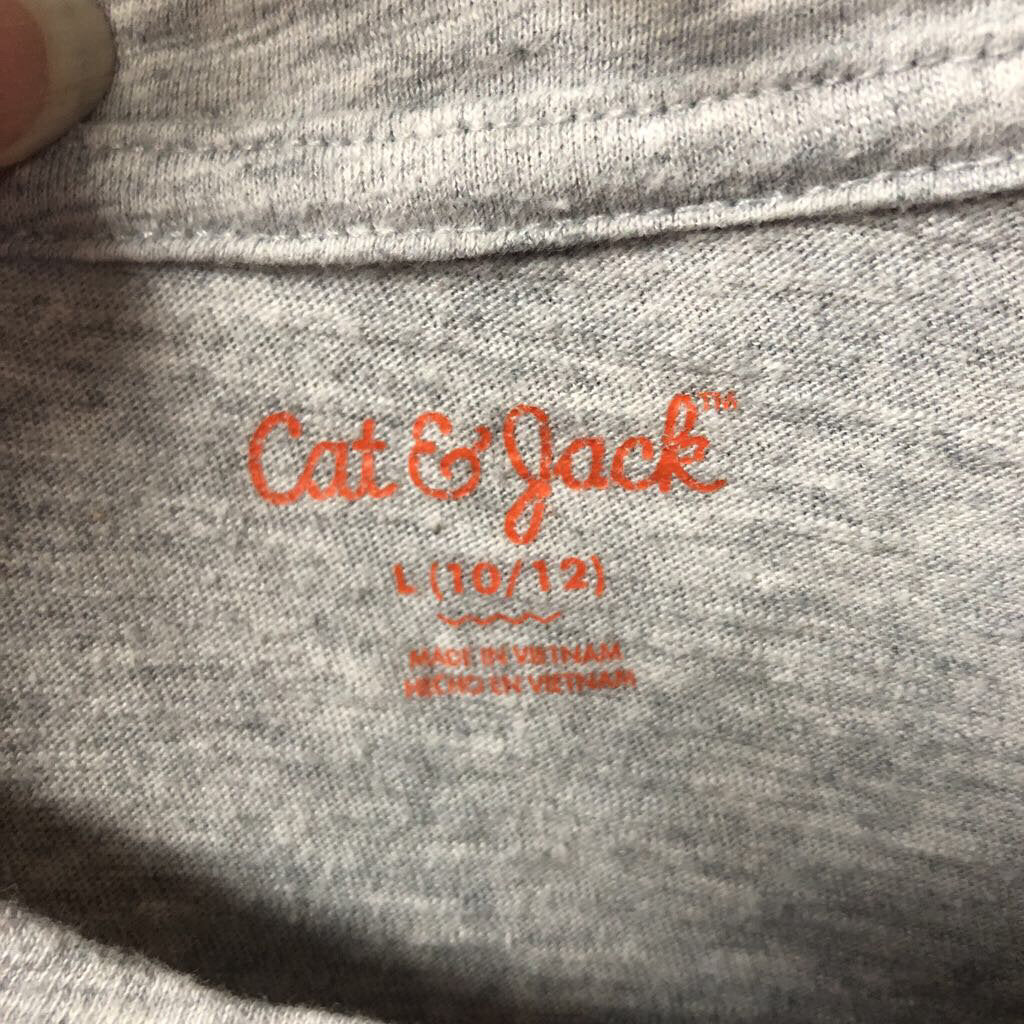 Cat & Jack™
L (10/12)
MADE IN VIETNAM
HECHO EN VIETNAM